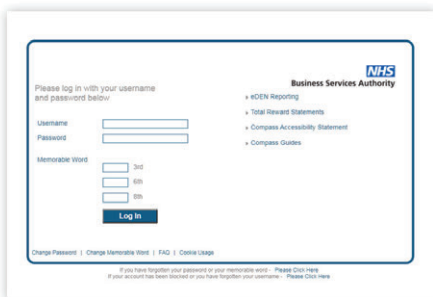 NHS
Business Services Authority
Please log in with your username
and password below
» eDEN Reporting
» Total Reward Statements
» Compass Accessibility Statement
» Compass Guides
Username
Password
Memorable Word
3rd
6th
8th
Log In
Change Password | Change Memorable Word | FAQ | Cookie Usage
If you have forgotten your password or your memorable word - Please Click Here
If your account has been blocked or you have forgotten your username - Please Click Here